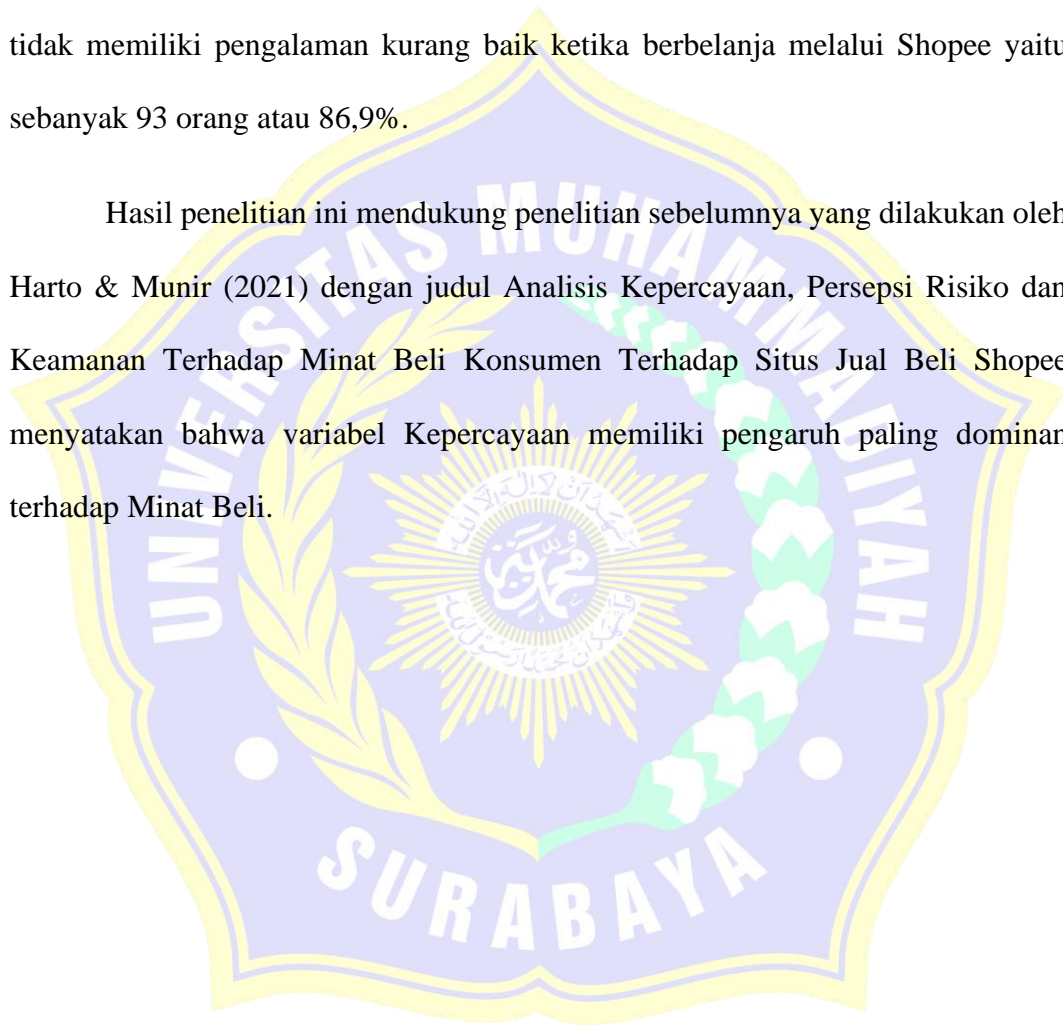 tidak memiliki pengalaman kurang baik ketika berbelanja melalui Shopee yaitu
sebanyak 93 orang atau 86,9%.
Hasil penelitian ini mendukung penelitian sebelumnya yang dilakukan oleh
Harto & Munir (2021) dengan judul Analisis Kepercayaan, Persepsi Risiko dan
Keamanan Terhadap Minat Beli Konsumen Terhadap Situs Jual Beli Shopee
menyatakan bahwa variabel Kepercayaan memiliki pengaruh paling dominan
terhadap Minat Beli.
UNIVERSITAS MUHAMMADIYAH
SURABAYA